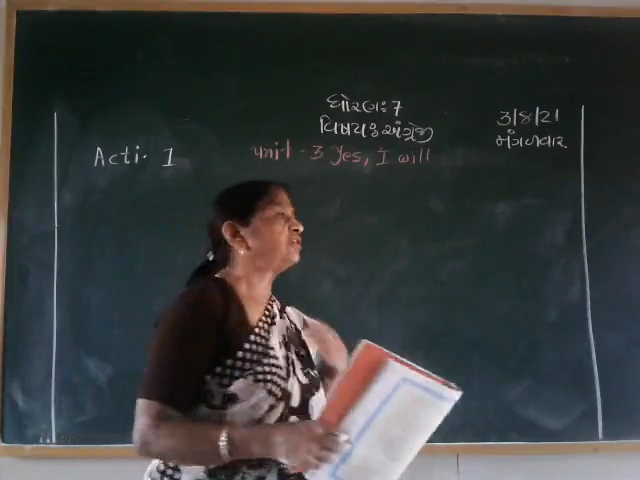 ધોરણઃ 7
વિષયઃ અંગ્રેજી
3/8/21
મંગળવાર
Acti. 1
unit - 3 Yes, I will